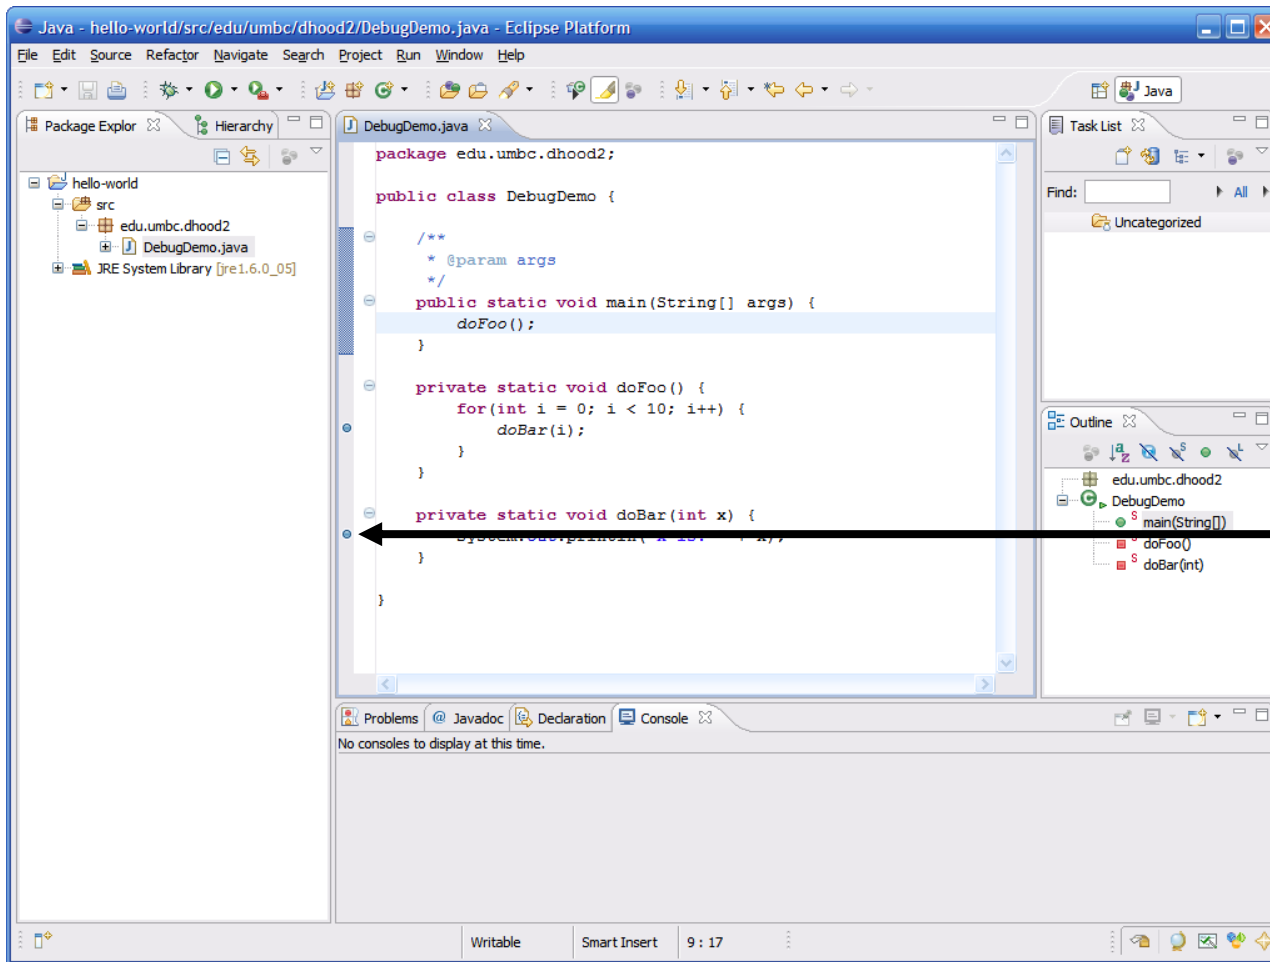 Java - hello-world/src/edu/umbc/dhood2/DebugDemo.java - Eclipse Platform
File Edit Source Refactor Navigate Search Project Run Window Help
Java
Package Explor Hierarchy
hello-world
src
edu.umbc.dhood2
DebugDemo.java
JRE System Library [jre1.6.0_05]
DebugDemo.java
package edu.umbc.dhood2;
public class DebugDemo {
/**
* @param args
*/
public static void main(String[] args) {
doFoo();
}
private static void doFoo() {
for(int i = 0; i < 10; i++) {
doBar(i);
}
}
private static void doBar(int x) {
System.out.println("x is: " + x);
}
}
Task List
Find: All
Uncategorized
Outline
edu.umbc.dhood2
DebugDemo
main(String[])
doFoo()
doBar(int)
Problems @ Javadoc Declaration Console
No consoles to display at this time.
Writable Smart Insert 9 : 17